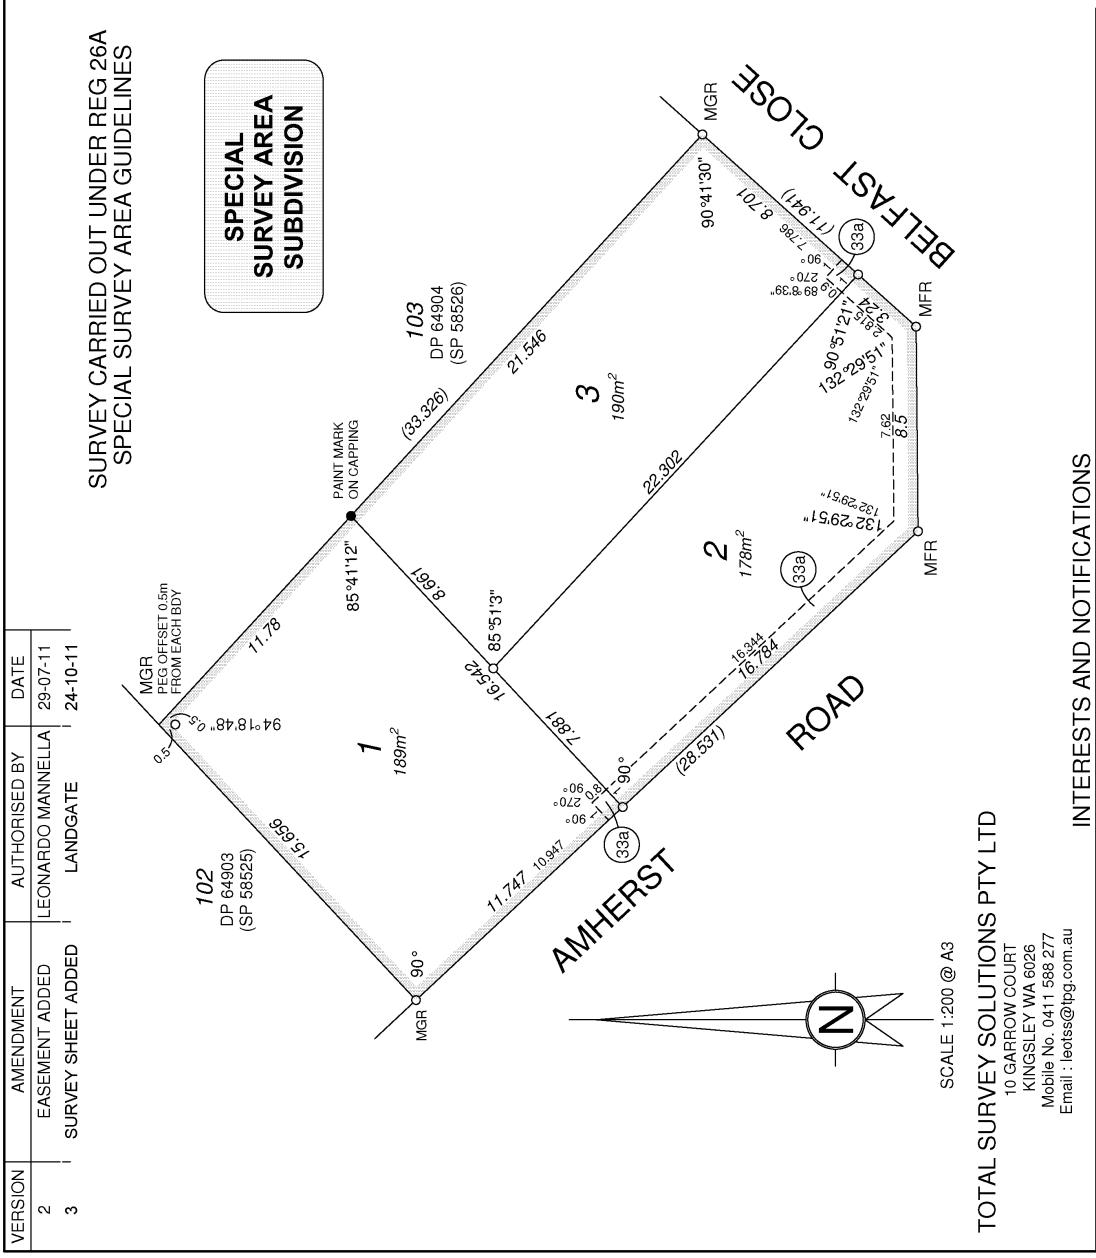 VERSION AMENDMENT AUTHORISED BY DATE
2 EASEMENT ADDED LEONARDO MANNELLA 29-07-11
3 SURVEY SHEET ADDED LANDGATE 24-10-11
SURVEY CARRIED OUT UNDER REG 26A
SPECIAL SURVEY AREA GUIDELINES
SPECIAL
SURVEY AREA
SUBDIVISION
MGR
PEG OFFSET 0.5m
FROM EACH BDY
0.5
0.5
94°18'48"
11.78
PAINT MARK
ON CAPPING
85°41'12"
(33.326)
103
DP 64904
(SP 58526)
21.546
3
190m²
90°41'30"
MGR
BELFAST CLOSE
8.701
(11.941)
7.786
90°
270°
89°8'39"
0.9
1
33a
90°51'21"
3.24
2.815
132°29'51"
132°29'51"
MFR
7.62
8.5
132°29'51"
132°29'51"
MFR
22.302
8.661
85°51'3"
16.542
7.881
2
178m²
33a
16.344
16.784
(28.531)
90°
102
DP 64903
(SP 58525)
15.656
1
189m²
90°
270°
90°
0.8
1
33a
10.947
11.747
90°
MGR
AMHERST ROAD
N
SCALE 1:200 @ A3
TOTAL SURVEY SOLUTIONS PTY LTD
10 GARROW COURT
KINGSLEY WA 6026
Mobile No. 0411 588 277
Email : leotss@tpg.com.au
INTERESTS AND NOTIFICATIONS